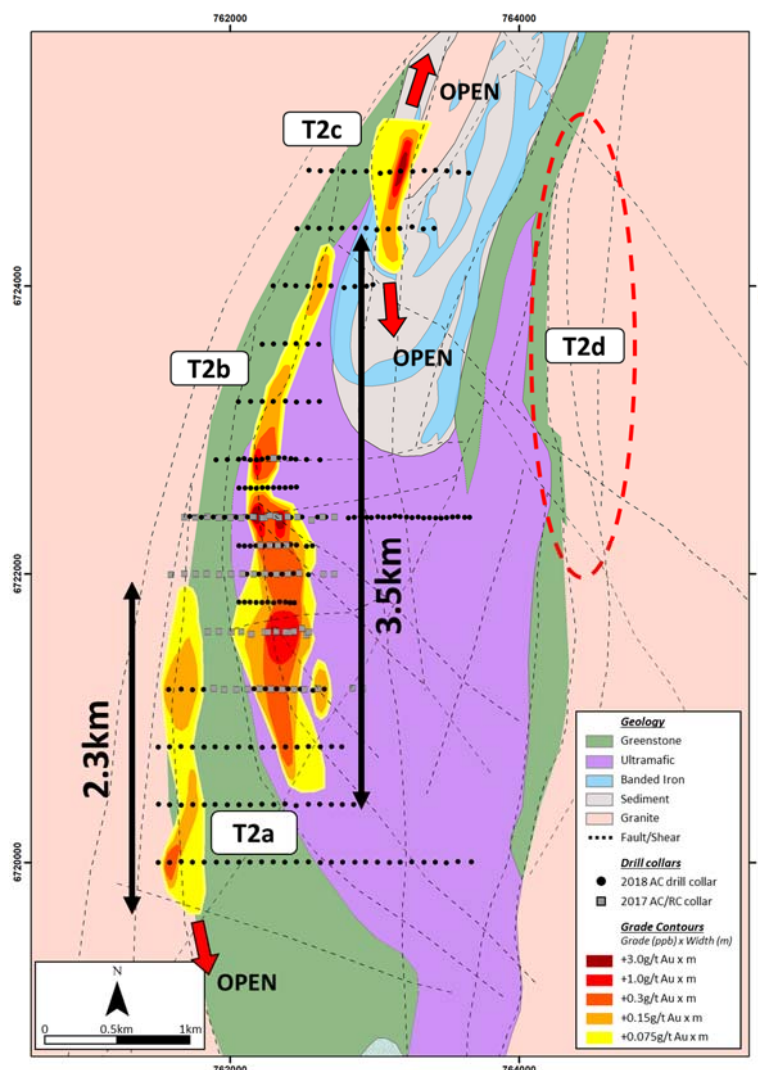 762000
764000
OPEN
T2c
6724000
6724000
OPEN
T2b
T2d
3.5km
6722000
6722000
2.3km
T2a
6720000
6720000
OPEN
N
0 0.5km 1km
Geology
Greenstone
Ultramafic
Banded Iron
Sediment
Granite
Fault/Shear
Drill collars
2018 AC drill collar
2017 AC/RC collar
Grade Contours
Grade (ppb) x Width (m)
+3.0g/t Au x m
+1.0g/t Au x m
+0.3g/t Au x m
+0.15g/t Au x m
+0.075g/t Au x m
762000
764000